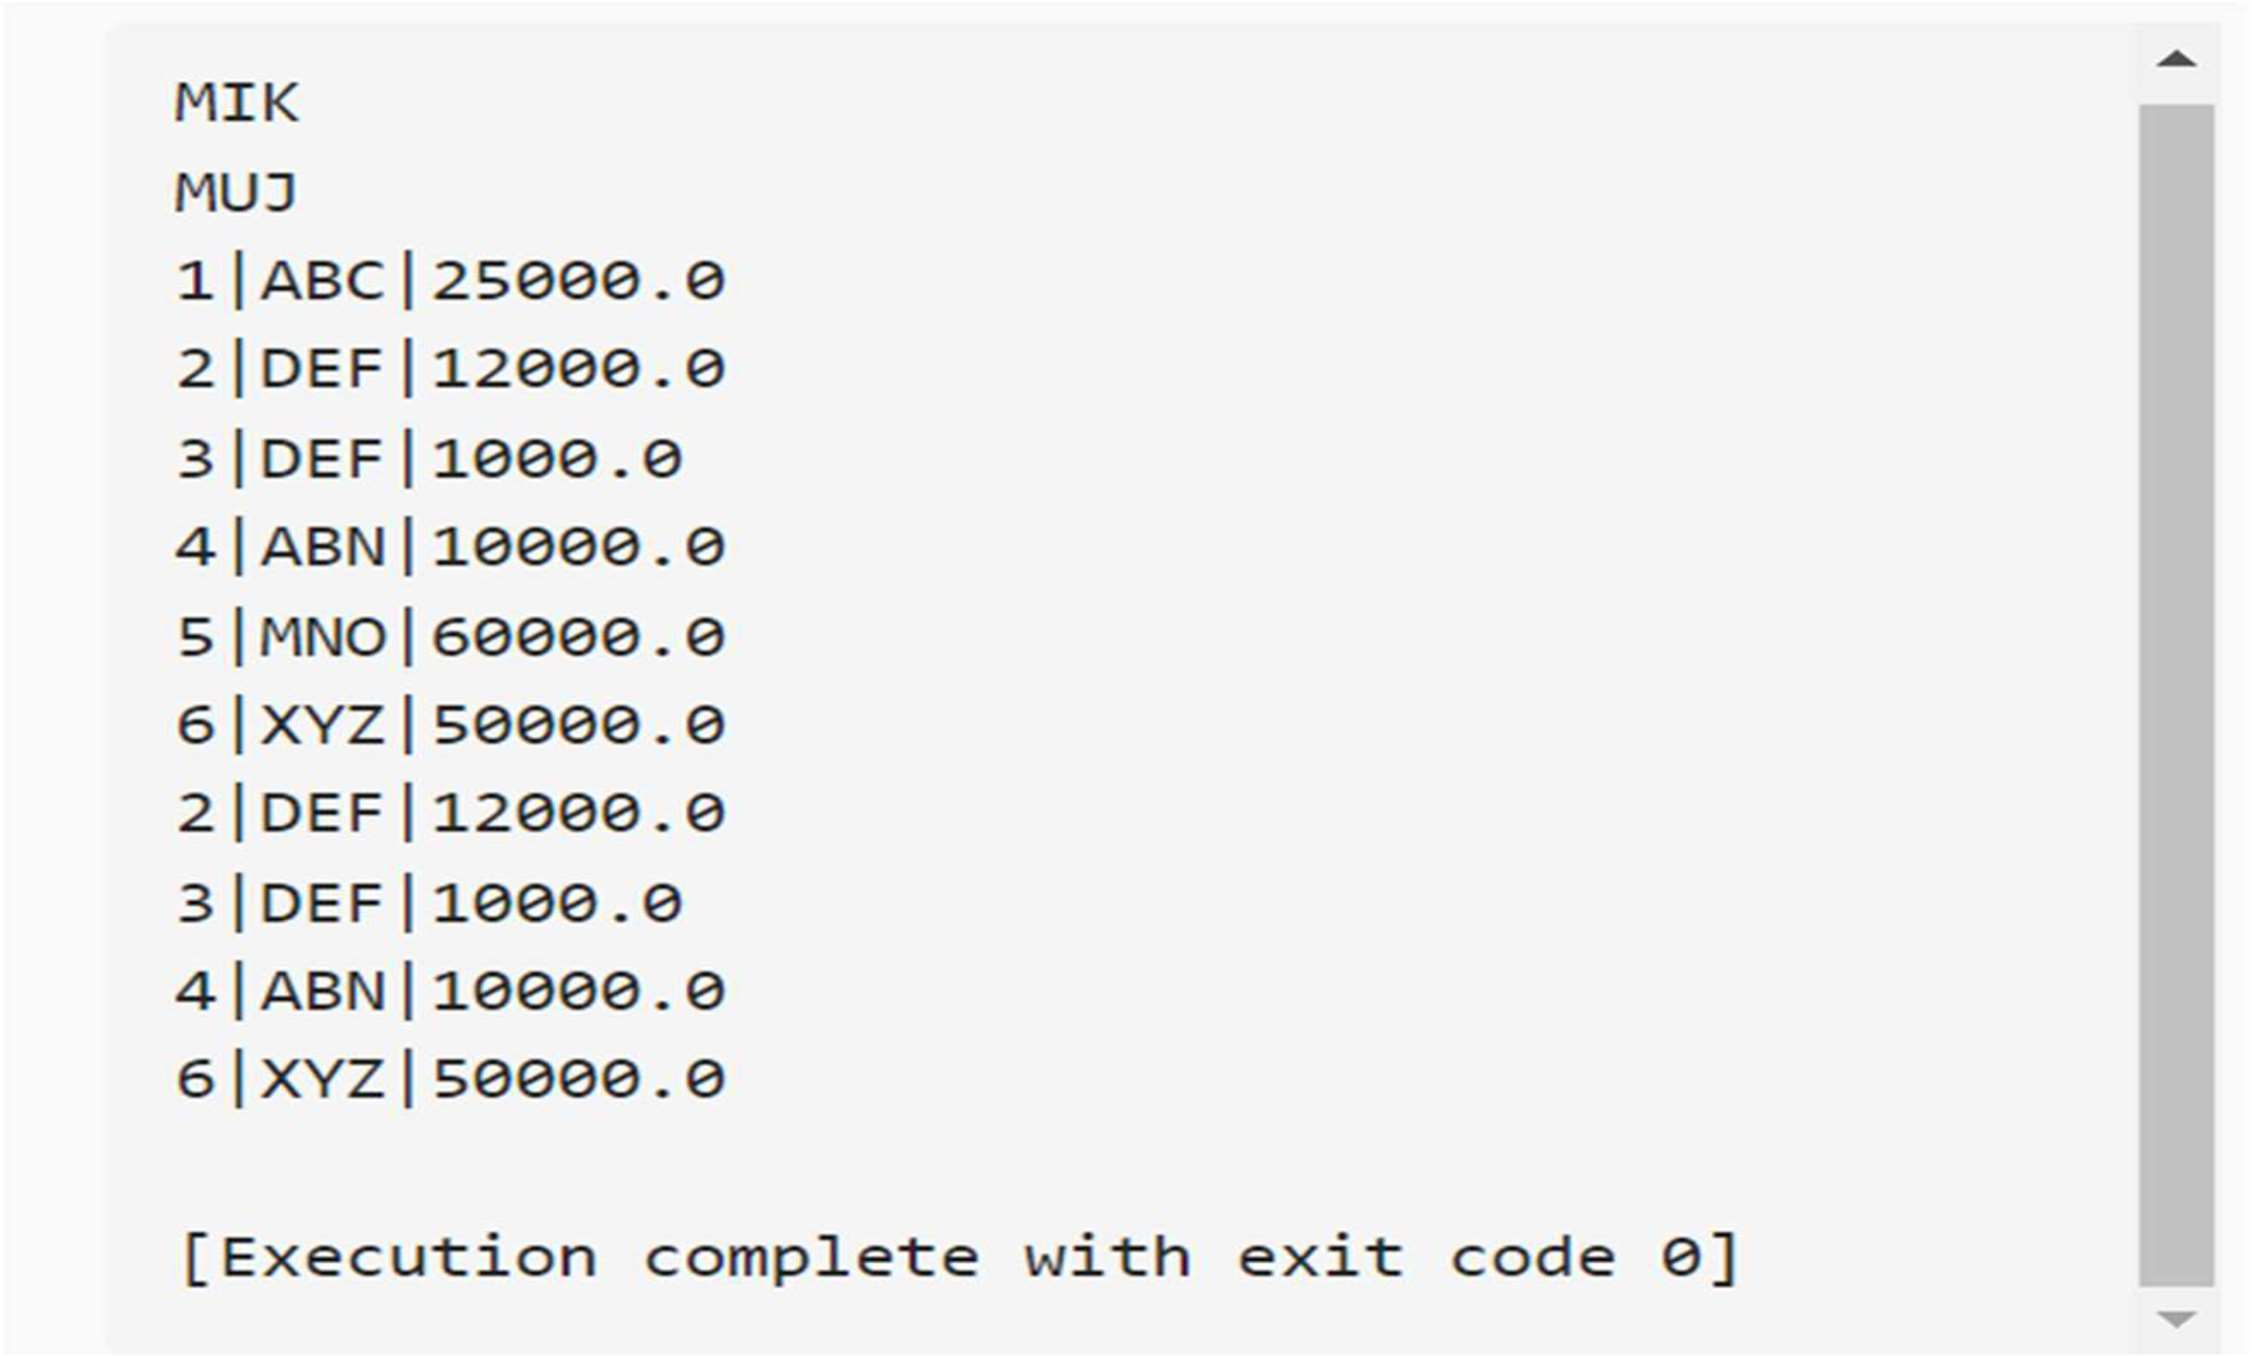 MIK
MUJ
1|ABC|25000.0
2|DEF|12000.0
3|DEF|1000.0
4|ABN|10000.0
5|MNO|60000.0
6|XYZ|50000.0
2|DEF|12000.0
3|DEF|1000.0
4|ABN|10000.0
6|XYZ|50000.0
[Execution complete with exit code 0]